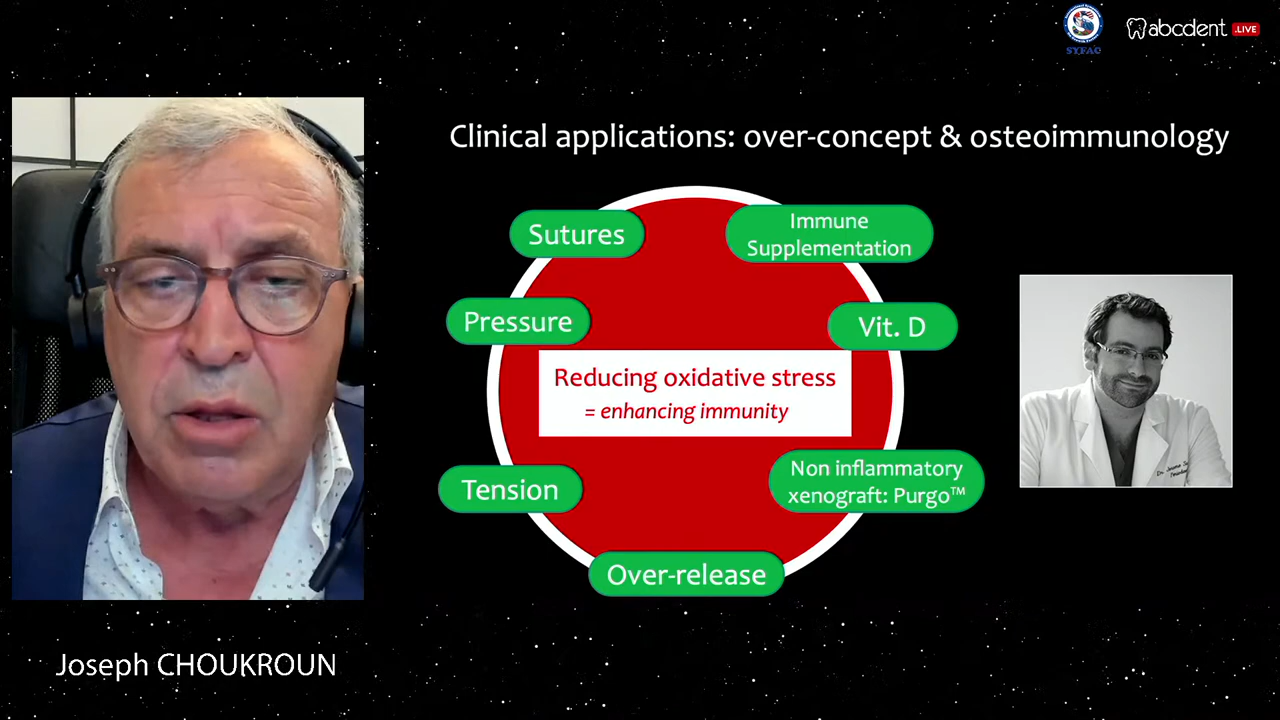 SYFAC
abcdent .LIVE
Clinical applications: over-concept & osteoimmunology
Sutures
Immune
Supplementation
Pressure
Vit. D
Reducing oxidative stress
= enhancing immunity
Tension
Non inflammatory
xenograft: Purgo™
Over-release
Joseph CHOUKROUN